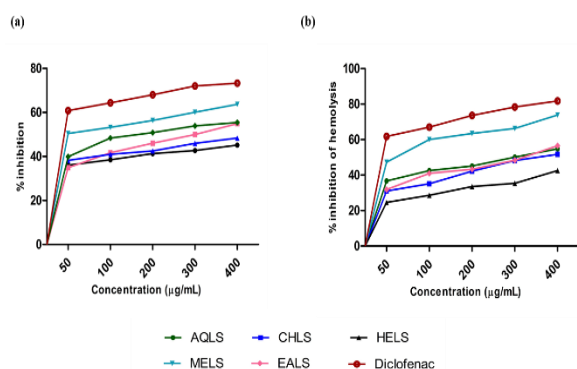 (a)
(b)
80
60
40
20
0
% inhibition
50 100 200 300 400
Concentration (µg/mL)
100
80
60
40
20
0
% inhibition of hemolysis
50 100 200 300 400
Concentration (µg/mL)
AQLS CHLS HELS
MELS EALS Diclofenac